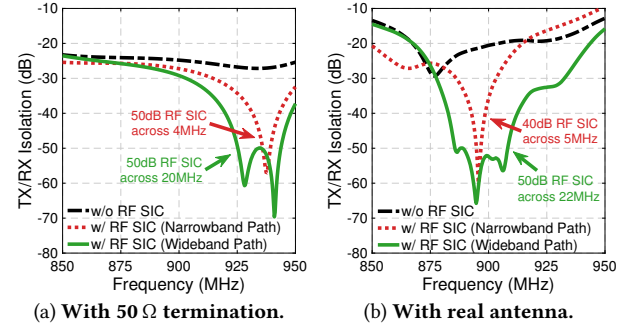 TX/RX Isolation (dB)
-10
-20
-30
-40
-50
-60
-70
-80
50dB RF SIC
across 4MHz
50dB RF SIC
across 20MHz
w/o RF SIC
w/ RF SIC (Narrowband Path)
w/ RF SIC (Wideband Path)
850 875 900 925 950
Frequency (MHz)
(a) With 50 Ω termination.
TX/RX Isolation (dB)
-10
-20
-30
-40
-50
-60
-70
-80
40dB RF SIC
across 5MHz
50dB RF SIC
across 22MHz
w/o RF SIC
w/ RF SIC (Narrowband Path)
w/ RF SIC (Wideband Path)
850 875 900 925 950
Frequency (MHz)
(b) With real antenna.